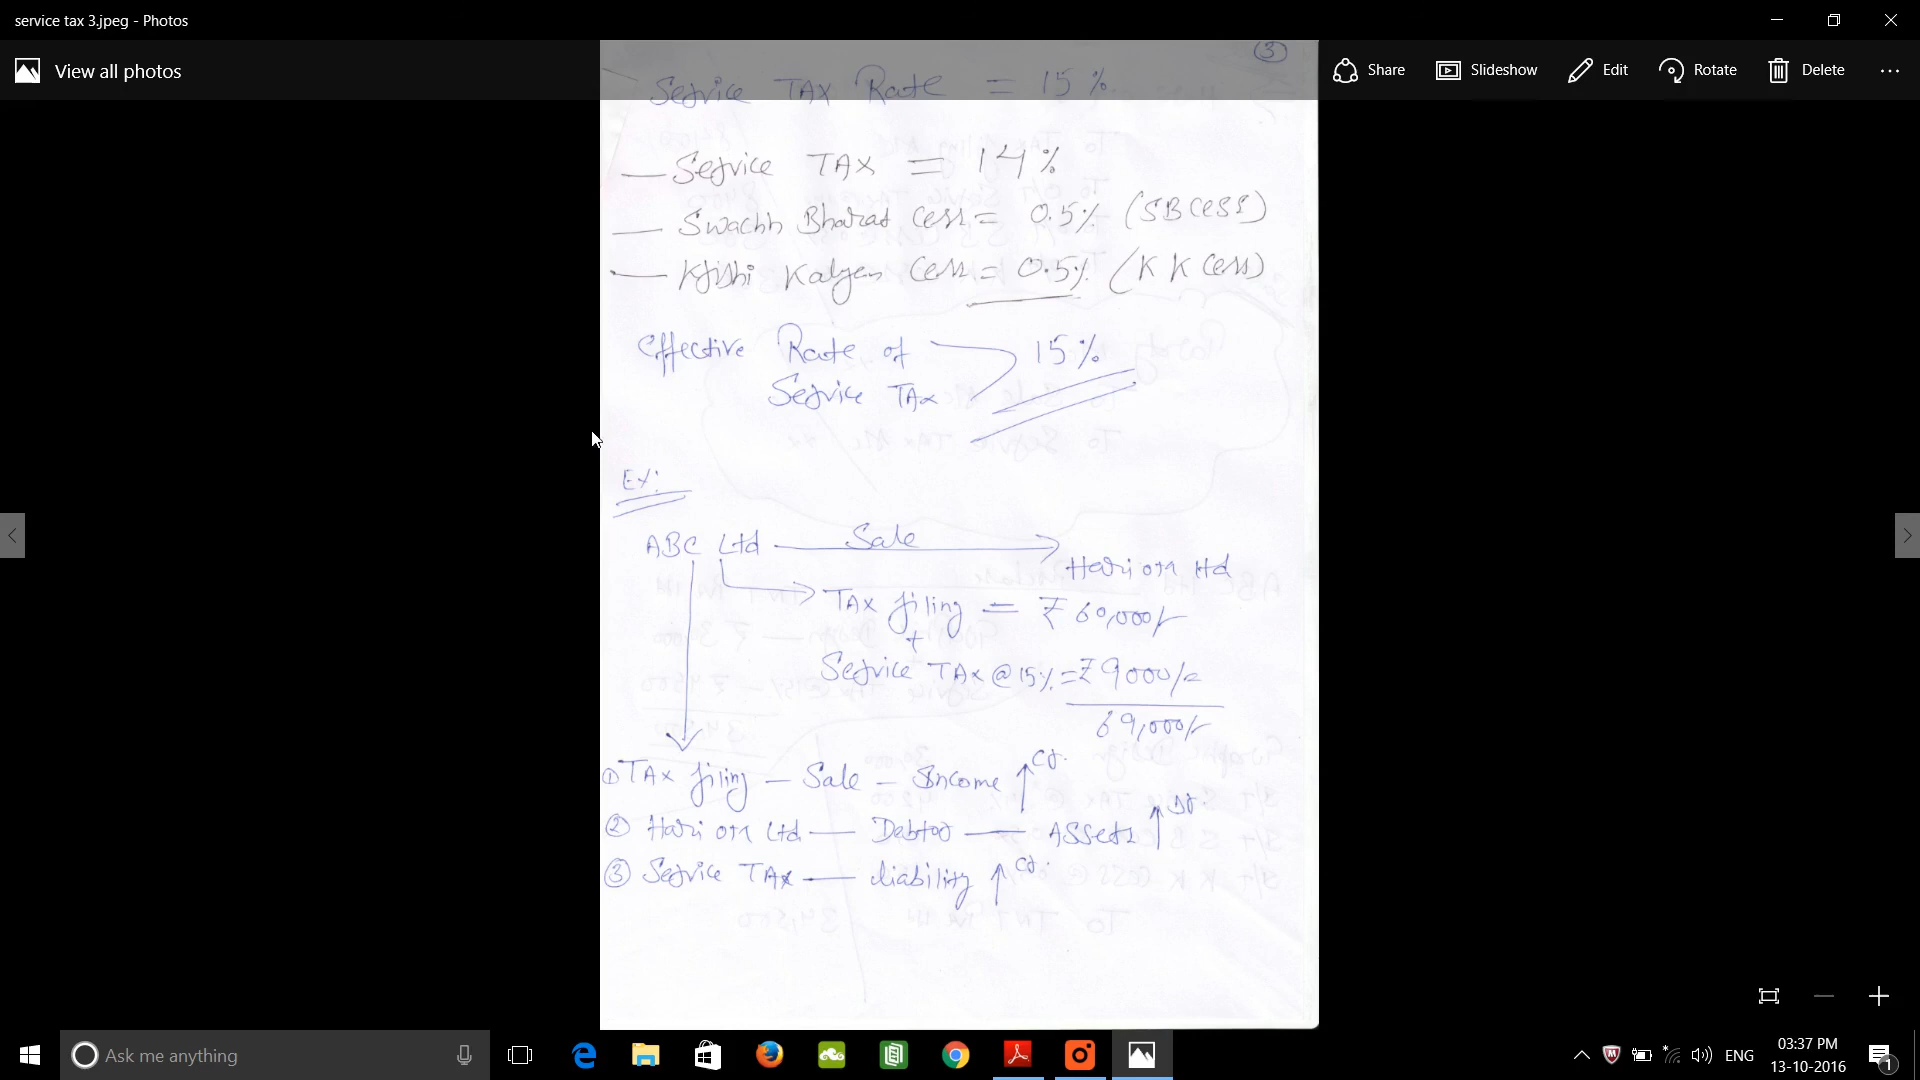 service tax 3.jpeg - Photos
View all photos
Share
Slideshow
Edit
Rotate
Delete
3
Service TAX Rate = 15%.
— Service TAX = 14%
— Swachh Bharat Cess = 0.5% (SB CESS)
— Krishi Kalyan Cess = 0.5% (K K Cess)
Effective Rate of
Service TAX
15%
Ex:
ABC Ltd
Sale
Hari om Ltd
TAX filing = ₹ 60,000/-
+
Service TAX @ 15% = ₹ 9000/-
69,000/-
① TAX filing — Sale — Income ↑ Cr.
② Hari om Ltd — Debtor — Assets ↑ Dr.
③ Service TAX — liability ↑ Cr.
Ask me anything
ENG
03:37 PM
13-10-2016
1